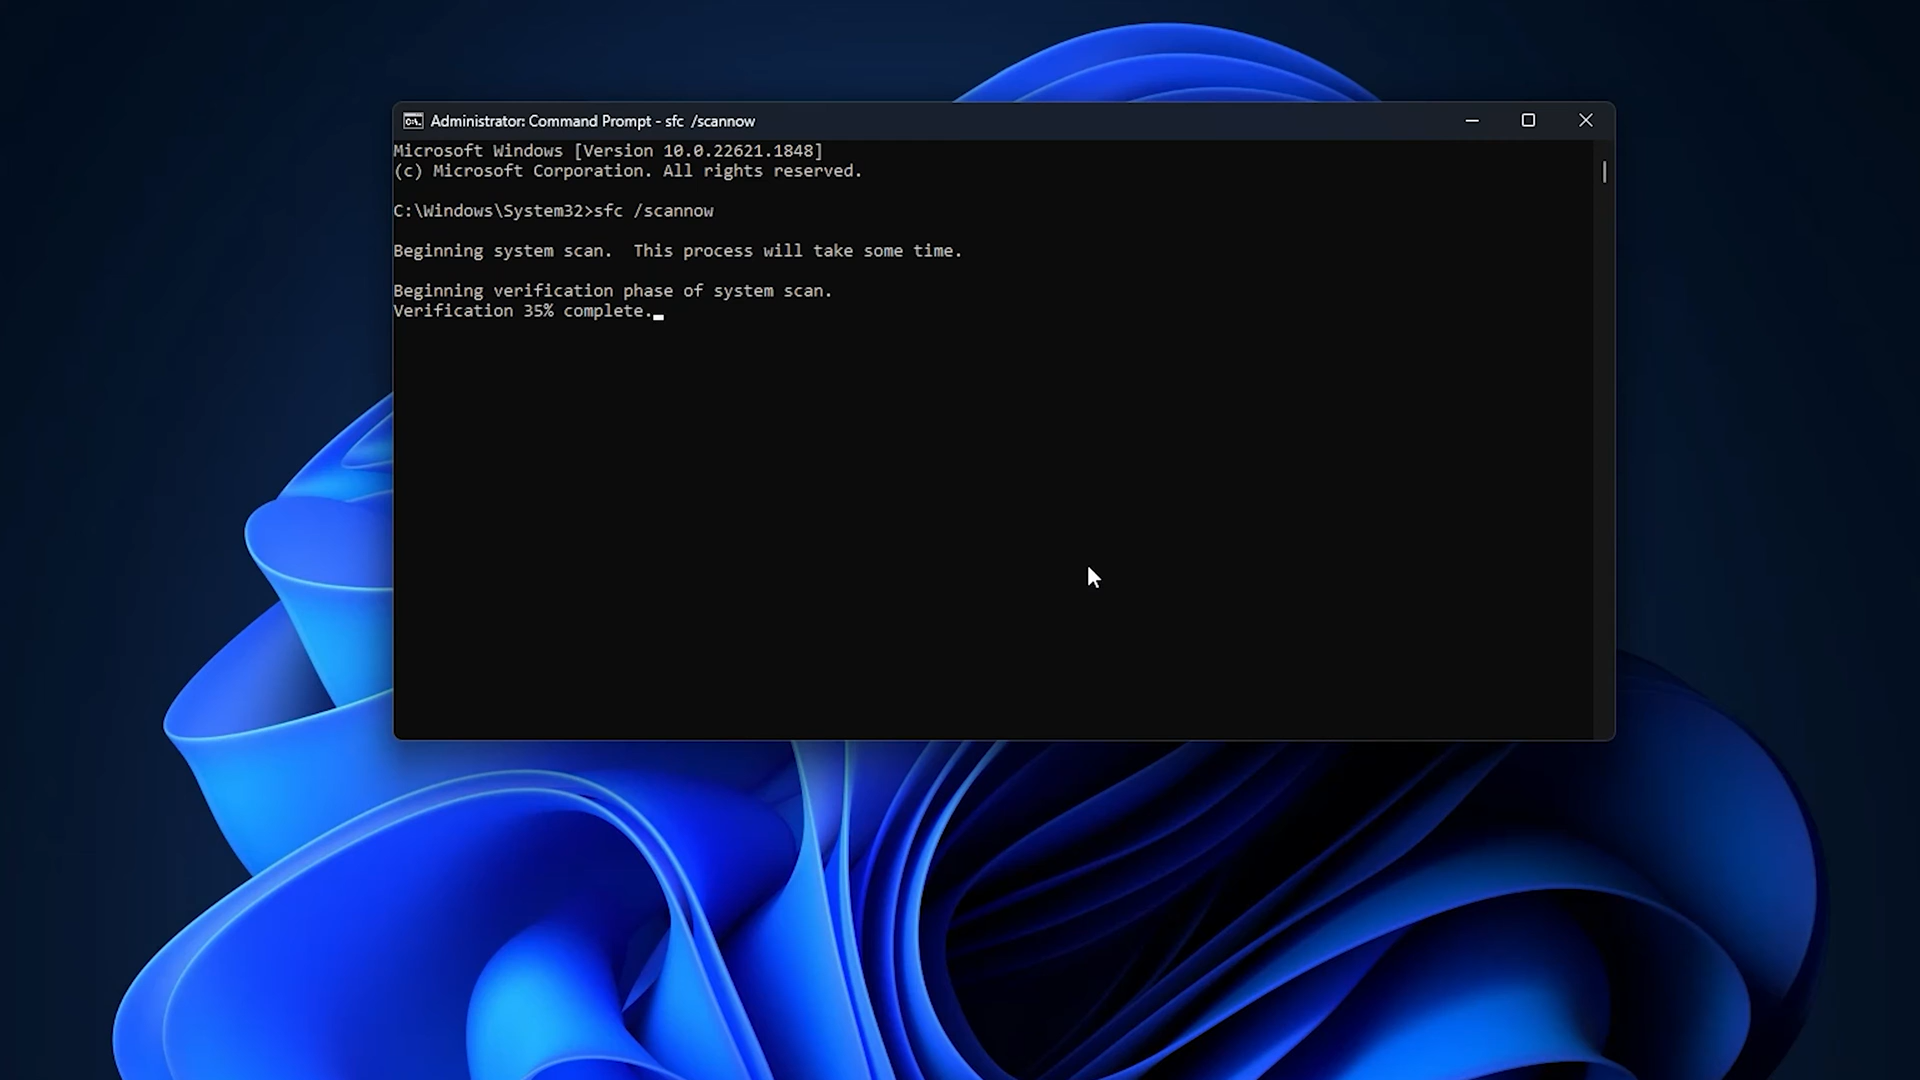 Administrator: Command Prompt - sfc  /scannow
Microsoft Windows [Version 10.0.22621.1848]
(c) Microsoft Corporation. All rights reserved.
C:\Windows\System32>sfc /scannow
Beginning system scan.  This process will take some time.
Beginning verification phase of system scan.
Verification 35% complete.